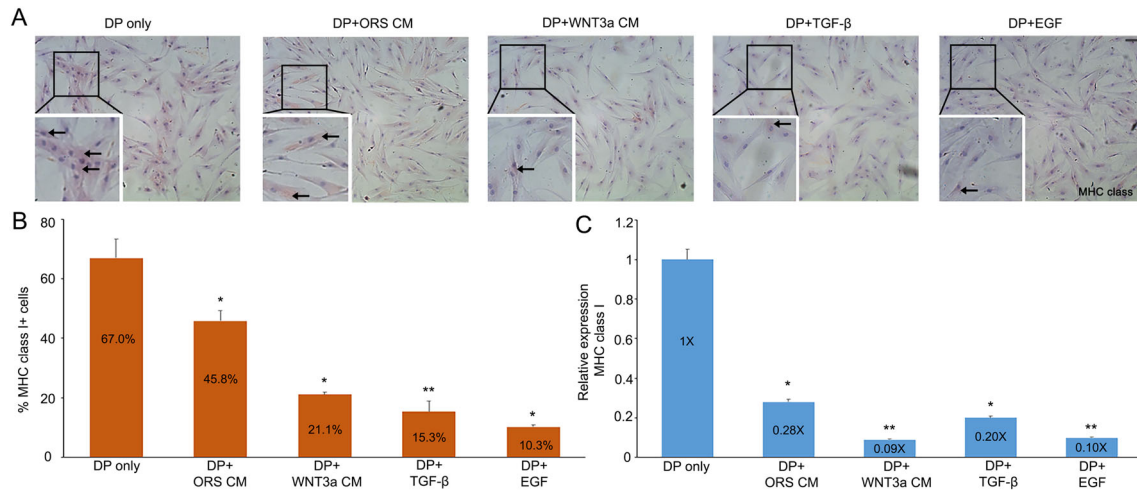 A
DP only
DP+ORS CM
DP+WNT3a CM
DP+TGF-β
DP+EGF
MHC class
B
% MHC class I+ cells
80
60
40
20
0
67.0%
*
45.8%
*
21.1%
**
15.3%
*
10.3%
DP only
DP+
ORS CM
DP+
WNT3a CM
DP+
TGF-β
DP+
EGF
C
Relative expression
MHC class I
1.2
1
0.8
0.6
0.4
0.2
0
1X
*
0.28X
**
0.09X
*
0.20X
**
0.10X
DP only
DP+
ORS CM
DP+
WNT3a CM
DP+
TGF-β
DP+
EGF